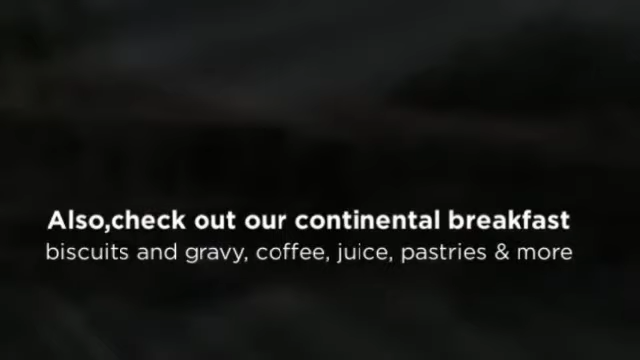 Also,check out our continental breakfast
biscuits and gravy, coffee, juice, pastries & more